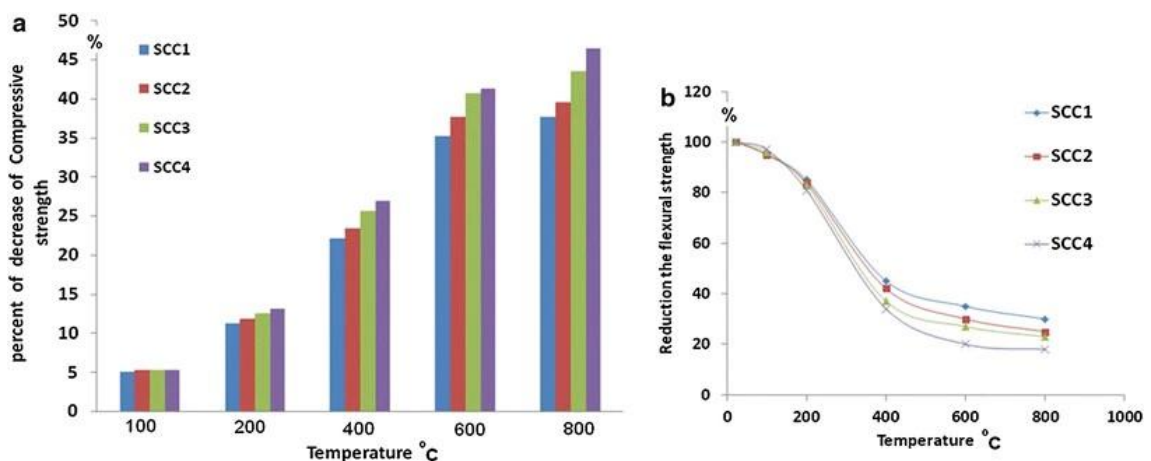 a
percent of decrease of Compressive
strength
50
%
45
40
35
30
25
20
15
10
5
0
SCC1
SCC2
SCC3
SCC4
100 200 400 600 800
Temperature °C
b
Reduction the flexural strength
120
%
100
80
60
40
20
0
SCC1
SCC2
SCC3
SCC4
0 200 400 600 800 1000
Temperature °C